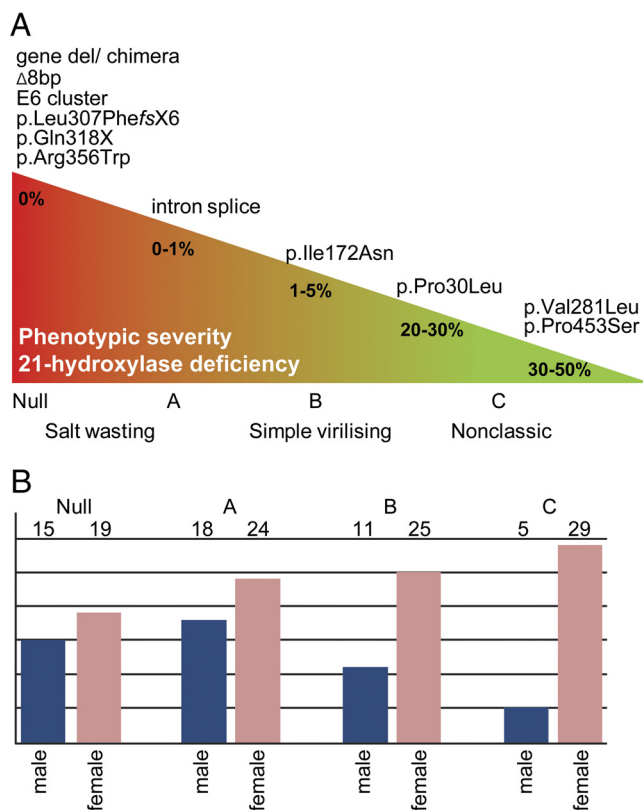 A
gene del/ chimera
Δ8bp
E6 cluster
p.Leu307PhefsX6
p.Gln318X
p.Arg356Trp
0%
intron splice
0-1%
p.Ile172Asn
1-5%
p.Pro30Leu
20-30%
p.Val281Leu
p.Pro453Ser
30-50%
Phenotypic severity
21-hydroxylase deficiency
Null A B C
Salt wasting Simple virilising Nonclassic
B
Null A B C
15 19 18 24 11 25 5 29
male female male female male female male female